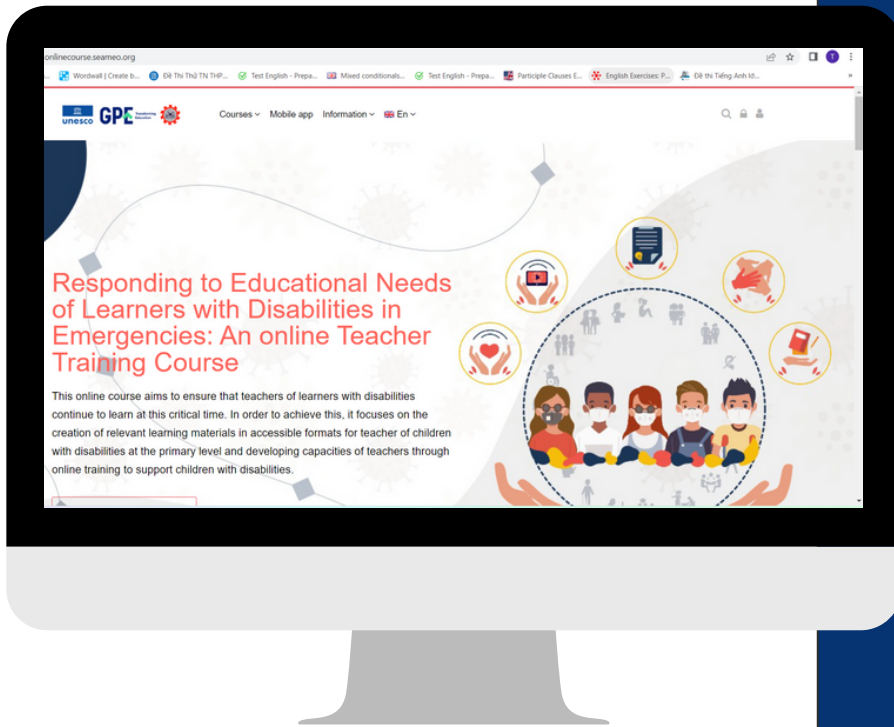 onlinecourse.seameo.org
Wordwall | Create b... Đề Thi Thử TN THP... Test English - Prepa... Mixed conditionals... Test English - Prepa... Participle Clauses E... English Exercises: P... Đề thi Tiếng Anh lớ... »
T
unesco GPE Transforming Education Courses Mobile app Information En
Responding to Educational Needs
of Learners with Disabilities in
Emergencies: An online Teacher
Training Course
This online course aims to ensure that teachers of learners with disabilities
continue to learn at this critical time. In order to achieve this, it focuses on the
creation of relevant learning materials in accessible formats for teacher of children
with disabilities at the primary level and developing capacities of teachers through
online training to support children with disabilities.